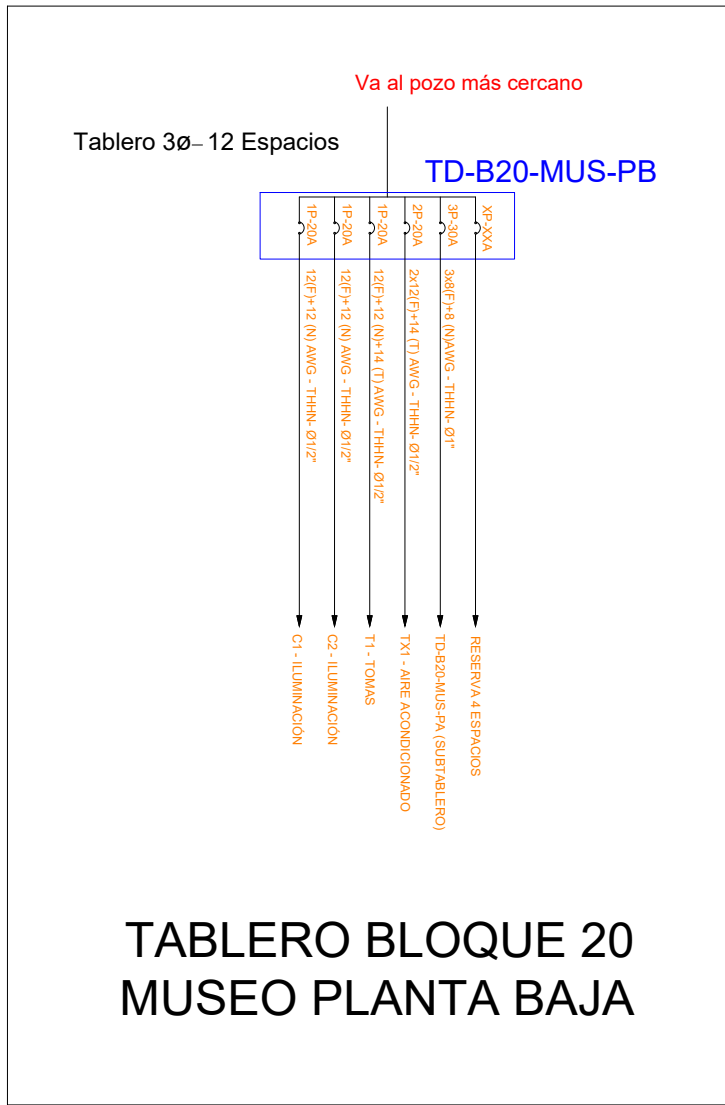 Va al pozo más cercano
Tablero 3ø– 12 Espacios
TD-B20-MUS-PB
1P-20A
1P-20A
1P-20A
2P-20A
3P-30A
XP-XXA
12(F)+12 (N) AWG - THHN- Ø1/2"
12(F)+12 (N) AWG - THHN- Ø1/2"
12(F)+12 (N)+14 (T) AWG - THHN- Ø1/2"
2x12(F)+14 (T) AWG - THHN- Ø1/2"
3x8(F)+8 (N)AWG - THHN- Ø1"
C1 - ILUMINACIÓN
C2 - ILUMINACIÓN
T1 - TOMAS
TX1 - AIRE ACONDICIONADO
TD-B20-MUS-PA (SUBTABLERO)
RESERVA 4 ESPACIOS
TABLERO BLOQUE 20
MUSEO PLANTA BAJA